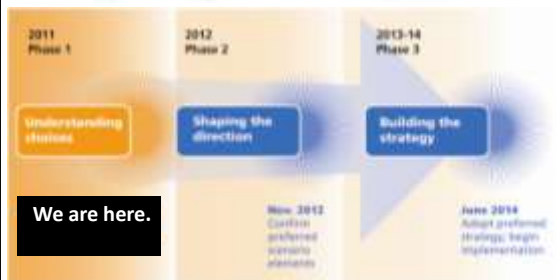 2011
Phase 1
2012
Phase 2
2013-14
Phase 3
Understanding
choices
Shaping the
direction
Building the
strategy
We are here.
Nov. 2012
Confirm
preferred
scenario
elements
June 2014
Adopt preferred
strategy; begin
implementation